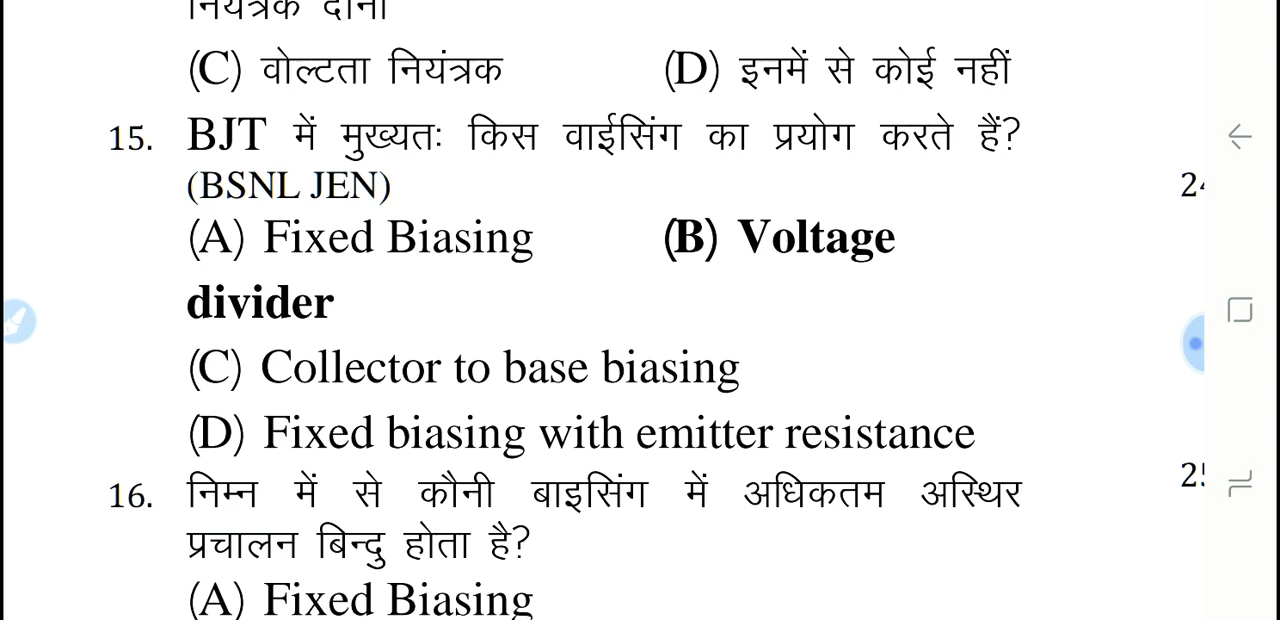 नियंत्रक दोनों
(C) वोल्टता नियंत्रक (D) इनमें से कोई नहीं
15. BJT में मुख्यतः किस वाईसिंग का प्रयोग करते हैं?
(BSNL JEN)
(A) Fixed Biasing (B) Voltage
divider
(C) Collector to base biasing
(D) Fixed biasing with emitter resistance
16. निम्न में से कौनी बाइसिंग में अधिकतम अस्थिर
प्रचालन बिन्दु होता है?
(A) Fixed Biasing